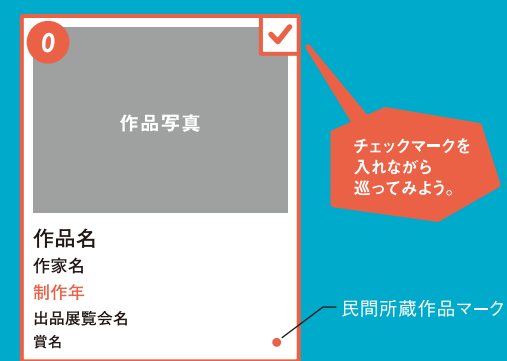 0
作品写真
チェックマークを
入れながら
巡ってみよう。
作品名
作家名
制作年
出品展覧会名
賞名
民間所蔵作品マーク